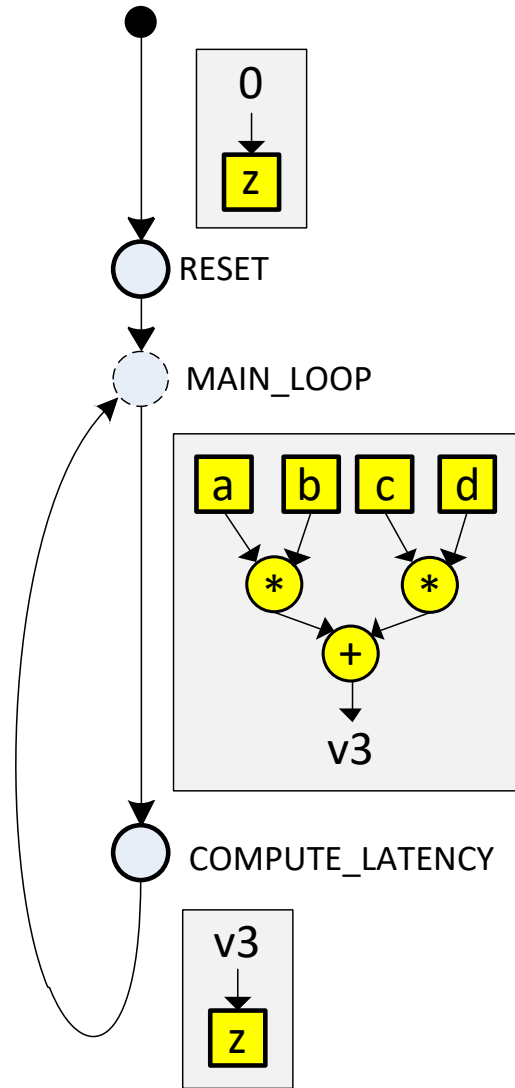 0
z
RESET
MAIN_LOOP
a b c d
* *
+
v3
COMPUTE_LATENCY
v3
z